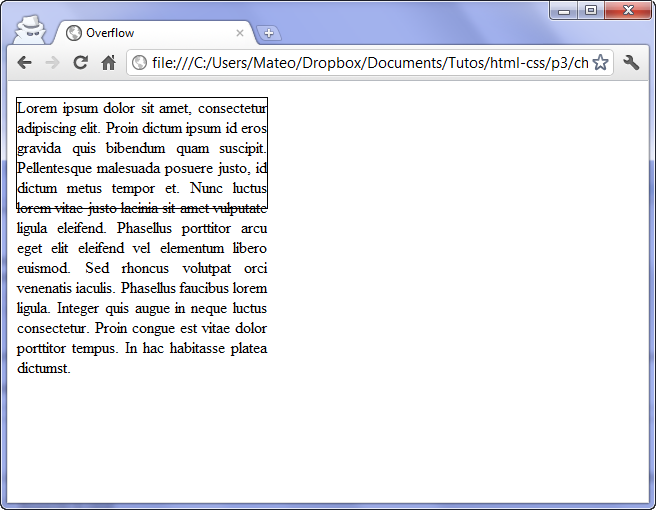 Overflow
file:///C:/Users/Mateo/Dropbox/Documents/Tutos/html-css/p3/ch
Lorem ipsum dolor sit amet, consectetur
adipiscing elit. Proin dictum ipsum id eros
gravida quis bibendum quam suscipit.
Pellentesque malesuada posuere justo, id
dictum metus tempor et. Nunc luctus
lorem vitae justo lacinia sit amet vulputate
ligula eleifend. Phasellus porttitor arcu
eget elit eleifend vel elementum libero
euismod. Sed rhoncus volutpat orci
venenatis iaculis. Phasellus faucibus lorem
ligula. Integer quis augue in neque luctus
consectetur. Proin congue est vitae dolor
porttitor tempus. In hac habitasse platea
dictumst.